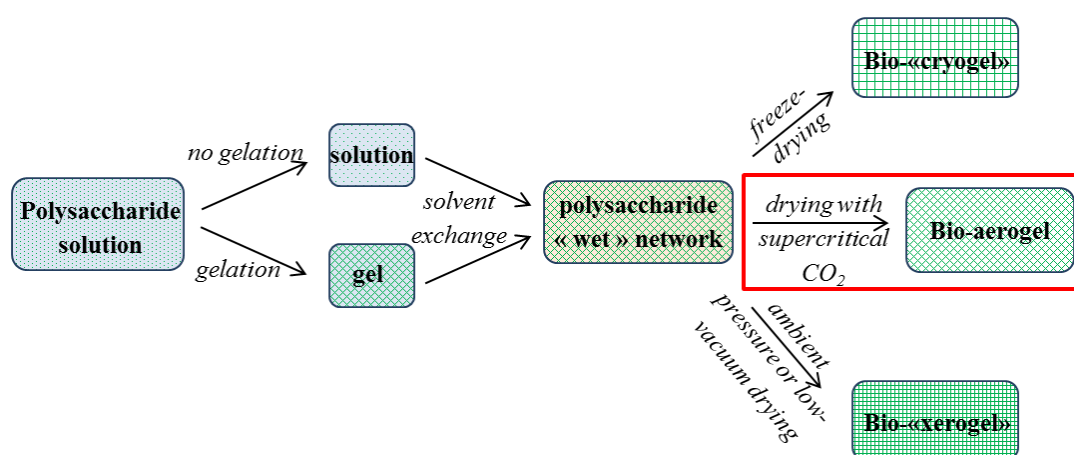 Polysaccharide
solution
no gelation
gelation
solution
gel
solvent
exchange
polysaccharide
« wet » network
freeze-
drying
Bio-«cryogel»
drying with
supercritical
CO₂
Bio-aerogel
ambient
pressure or low-
vacuum drying
Bio-«xerogel»